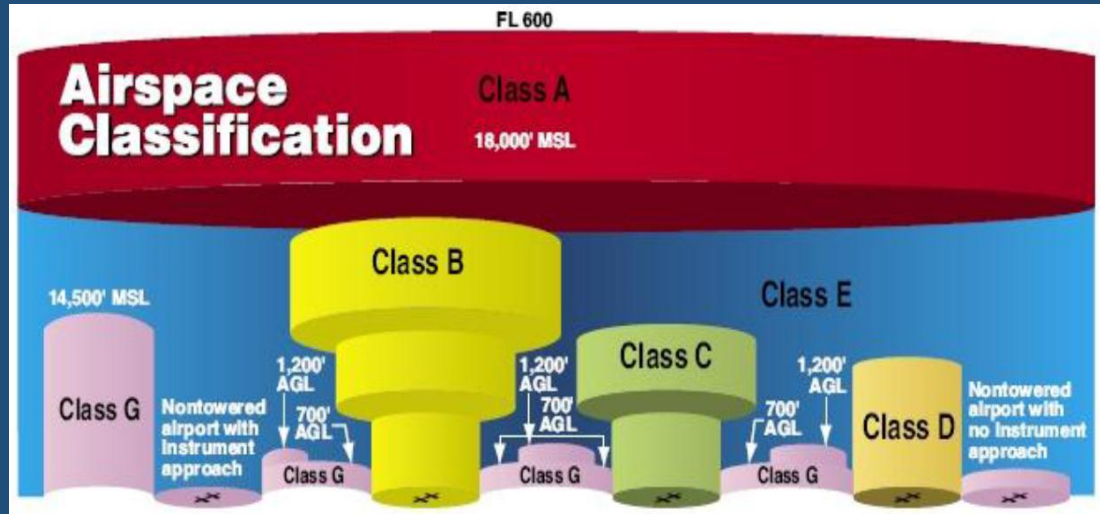 FL 600
Airspace
Classification
Class A
18,000' MSL
Class B
Class E
14,500' MSL
Class C
1,200'
AGL
1,200'
AGL
1,200'
AGL
Class G
Nontowered
airport with
Instrument
approach
700'
AGL
700'
AGL
700'
AGL
Class D
Nontowered
airport with
no Instrument
approach
Class G
Class G
Class G